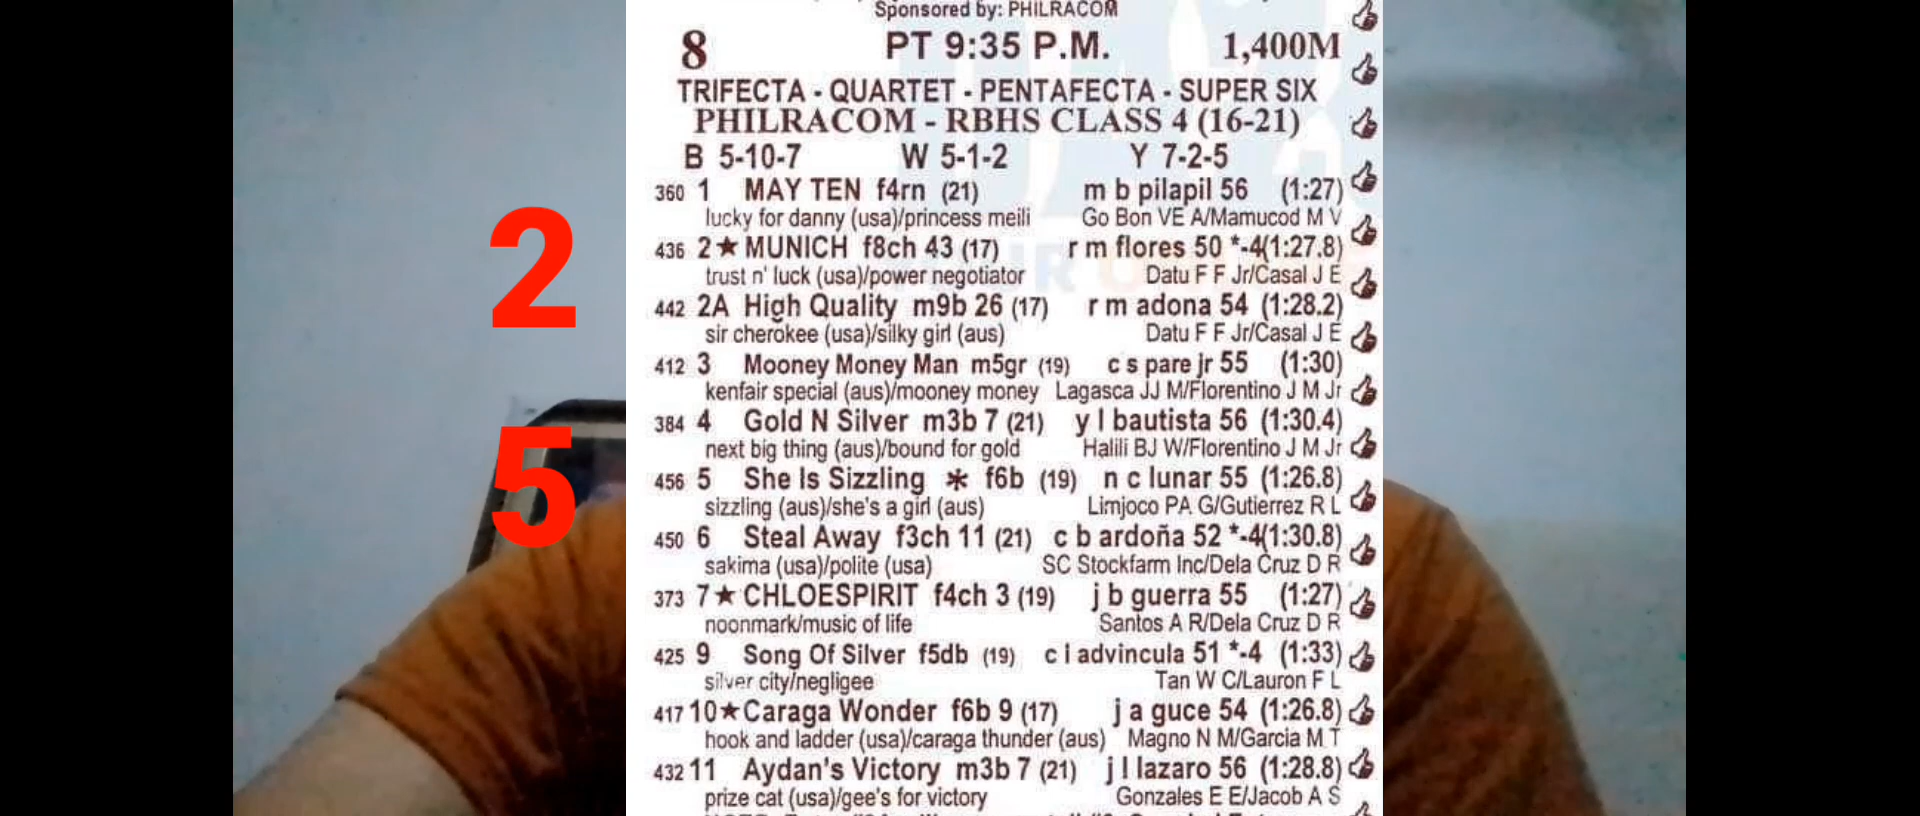 Sponsored by: PHILRACOM
8 PT 9:35 P.M. 1,400M
TRIFECTA - QUARTET - PENTAFECTA - SUPER SIX
PHILRACOM - RBHS CLASS 4 (16-21)
B 5-10-7 W 5-1-2 Y 7-2-5
360 1 MAY TEN f4rn (21) m b pilapil 56 (1:27)
lucky for danny (usa)/princess meili Go Bon VE A/Mamucod M V
436 2★ MUNICH f8ch 43 (17) r m flores 50 *-4(1:27.8)
trust n' luck (usa)/power negotiator Datu F F Jr/Casal J E
442 2A High Quality m9b 26 (17) r m adona 54 (1:28.2)
sir cherokee (usa)/silky girl (aus) Datu F F Jr/Casal J E
412 3 Mooney Money Man m5gr (19) c s pare jr 55 (1:30)
kenfair special (aus)/mooney money Lagasca JJ M/Florentino J M Jr
384 4 Gold N Silver m3b 7 (21) y l bautista 56 (1:30.4)
next big thing (aus)/bound for gold Halili BJ W/Florentino J M Jr
456 5 She Is Sizzling * f6b (19) n c lunar 55 (1:26.8)
sizzling (aus)/she's a girl (aus) Limjoco PA G/Gutierrez R L
450 6 Steal Away f3ch 11 (21) c b ardoña 52 *-4(1:30.8)
sakima (usa)/polite (usa) SC Stockfarm Inc/Dela Cruz D R
373 7★ CHLOESPIRIT f4ch 3 (19) j b guerra 55 (1:27)
noonmark/music of life Santos A R/Dela Cruz D R
425 9 Song Of Silver f5db (19) c l advincula 51 *-4 (1:33)
silver city/negligee Tan W C/Lauron F L
417 10★ Caraga Wonder f6b 9 (17) j a guce 54 (1:26.8)
hook and ladder (usa)/caraga thunder (aus) Magno N M/Garcia M T
432 11 Aydan's Victory m3b 7 (21) j l lazaro 56 (1:28.8)
prize cat (usa)/gee's for victory Gonzales E E/Jacob A S
2
5